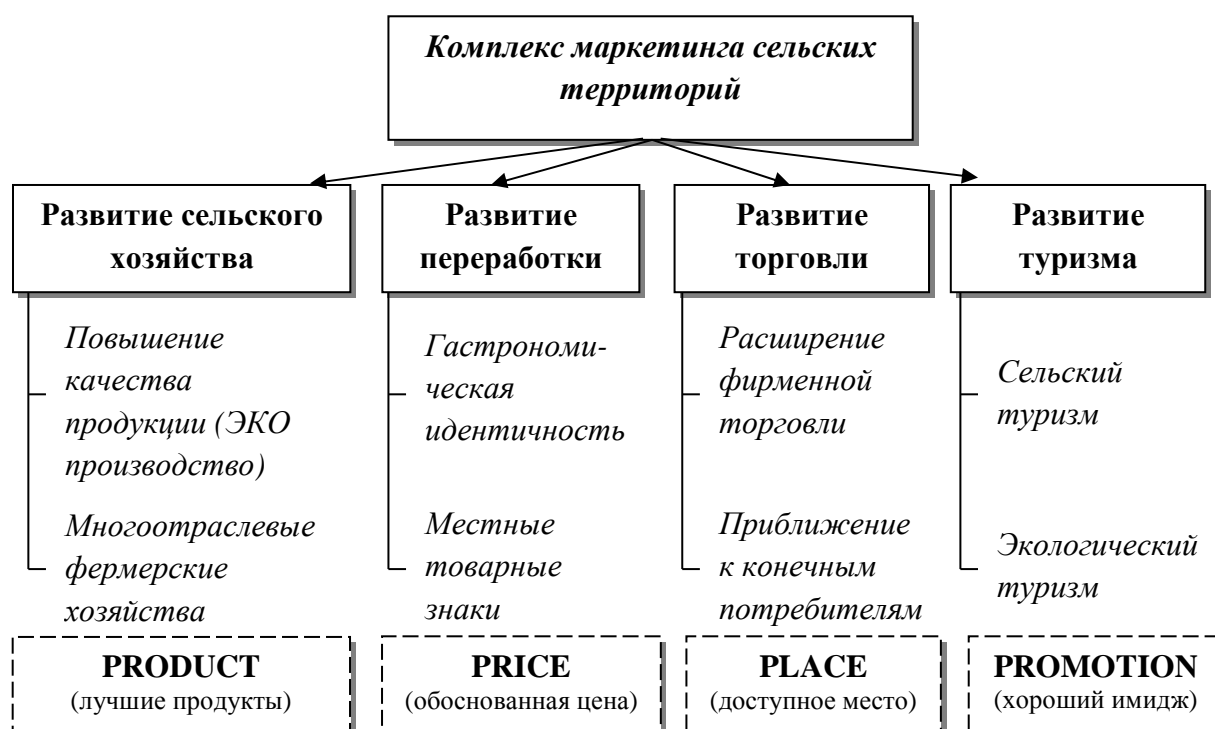 Комплекс маркетинга сельских
территорий
Развитие сельского
хозяйства
Повышение
качества
продукции (ЭКО
производство)
Многоотраслевые
фермерские
хозяйства
PRODUCT
(лучшие продукты)
Развитие
переработки
Гастрономи-
ческая
идентичность
Местные
товарные
знаки
PRICE
(обоснованная цена)
Развитие
торговли
Расширение
фирменной
торговли
Приближение
к конечным
потребителям
PLACE
(доступное место)
Развитие
туризма
Сельский
туризм
Экологический
туризм
PROMOTION
(хороший имидж)